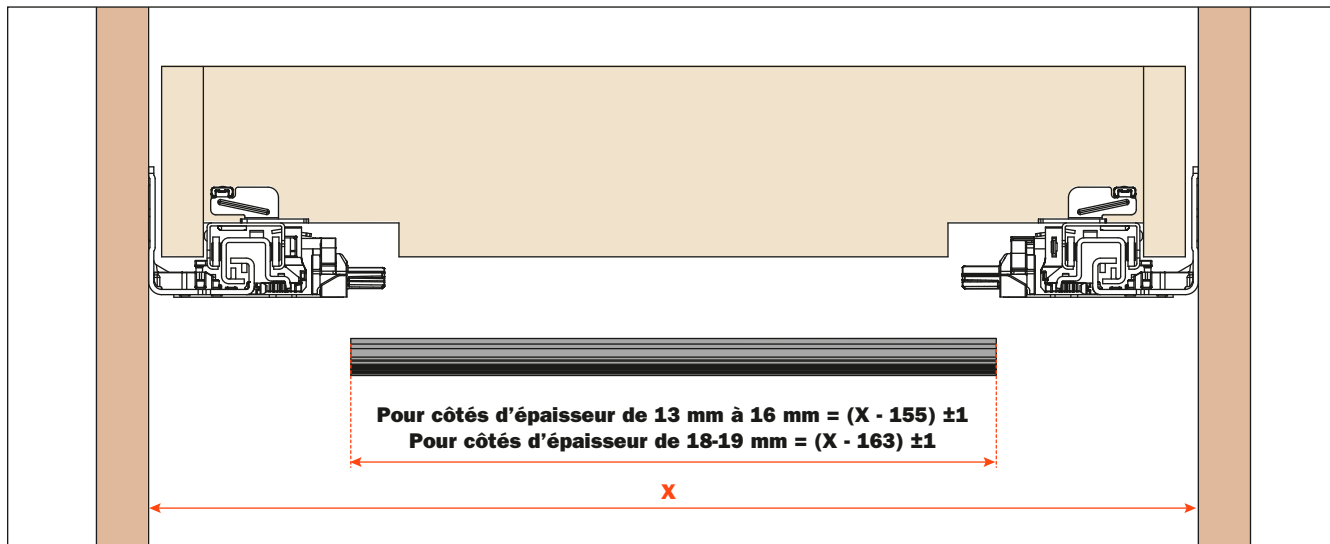 Pour côtés d'épaisseur de 13 mm à 16 mm = (X - 155) ±1
Pour côtés d'épaisseur de 18-19 mm = (X - 163) ±1
X